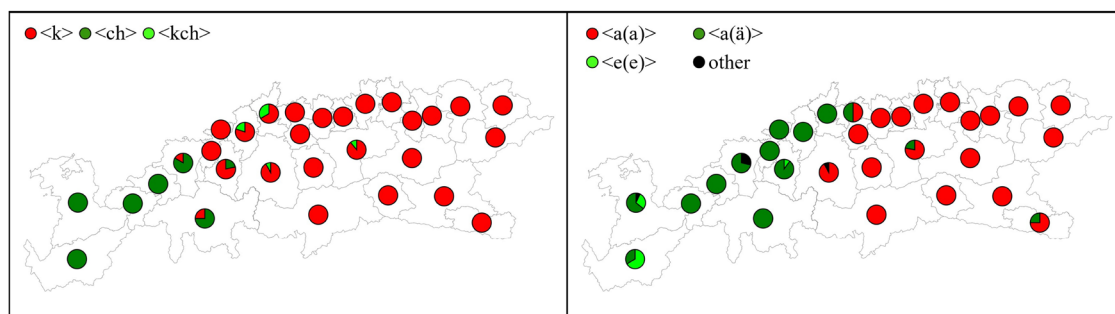 <k> <ch> <kch>
<a(a)> <a(ä)>
<e(e)> other